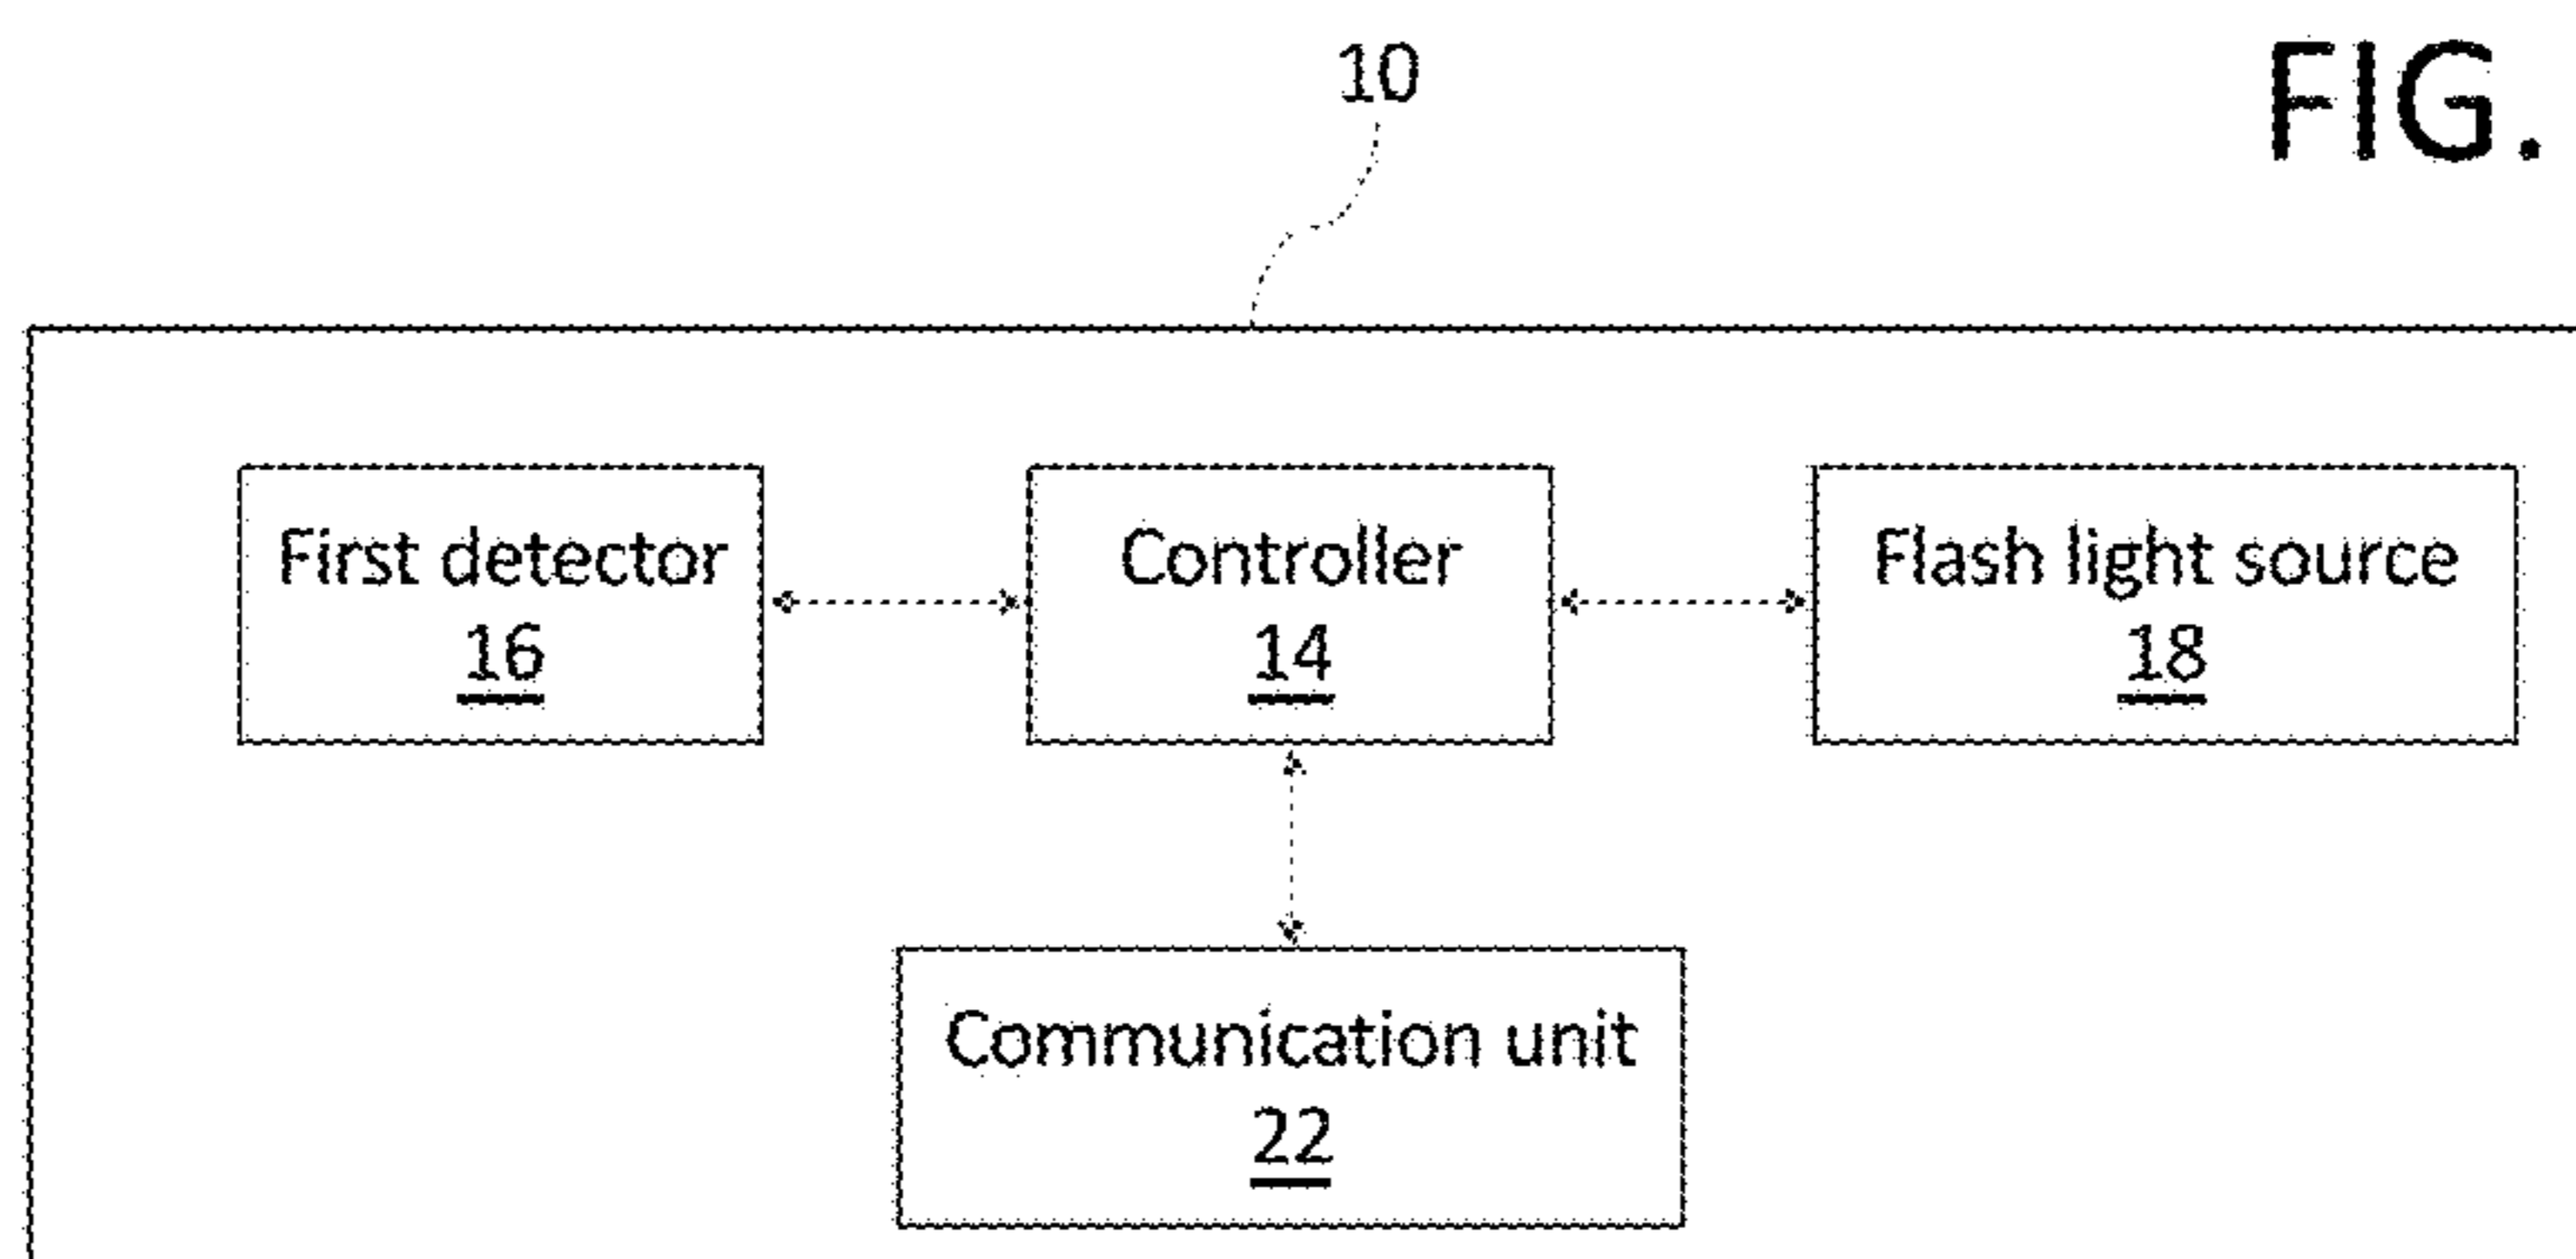 10
FIG.
First detector
16
Controller
14
Flash light source
18
Communication unit
22